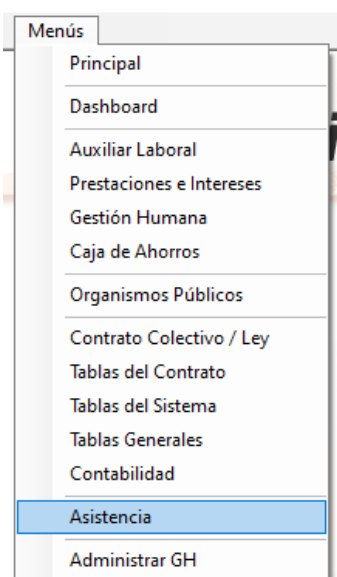 Menús
Principal
Dashboard
Auxiliar Laboral
Prestaciones e Intereses
Gestión Humana
Caja de Ahorros
Organismos Públicos
Contrato Colectivo / Ley
Tablas del Contrato
Tablas del Sistema
Tablas Generales
Contabilidad
Asistencia
Administrar GH